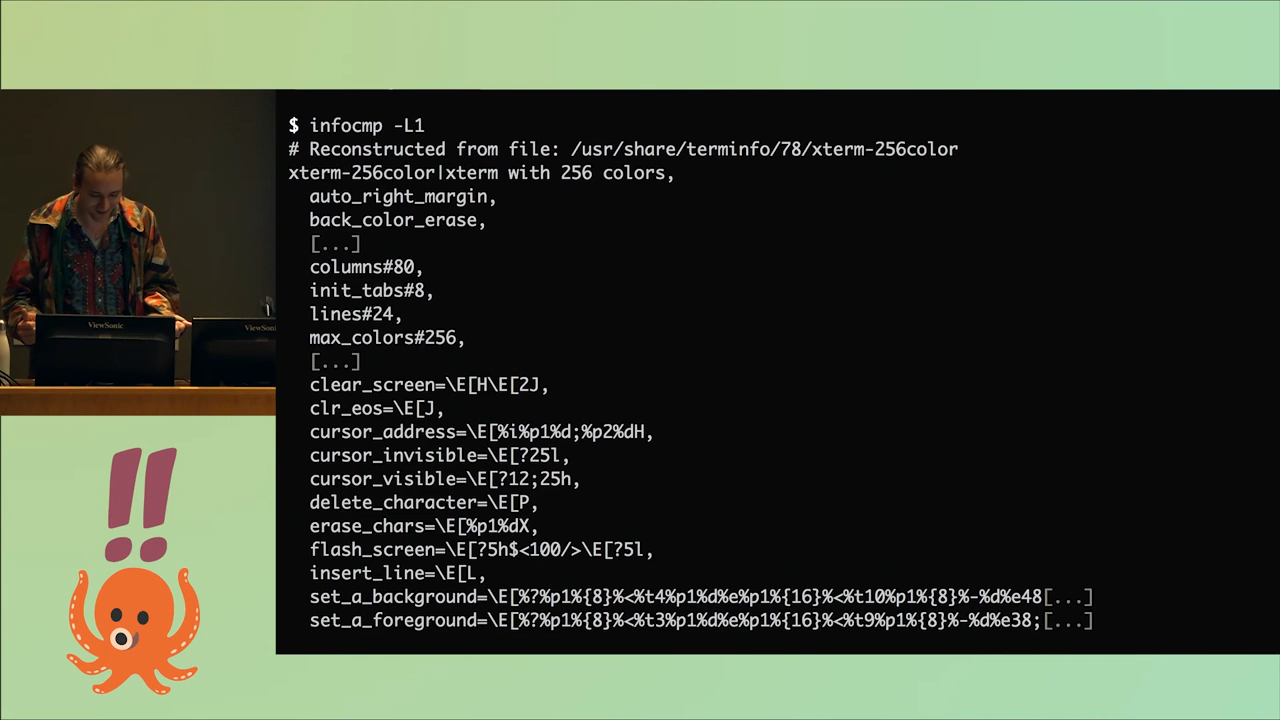 $ infocmp -L1
# Reconstructed from file: /usr/share/terminfo/78/xterm-256color
xterm-256color|xterm with 256 colors,
auto_right_margin,
back_color_erase,
[...]
columns#80,
init_tabs#8,
lines#24,
max_colors#256,
[...]
clear_screen=\E[H\E[2J,
clr_eos=\E[J,
cursor_address=\E[%i%p1%d;%p2%dH,
cursor_invisible=\E[?25l,
cursor_visible=\E[?12;25h,
delete_character=\E[P,
erase_chars=\E[%p1%dX,
flash_screen=\E[?5h$<100/>\E[?5l,
insert_line=\E[L,
set_a_background=\E[%?%p1%{8}%<%t4%p1%d%e%p1%{16}%<%t10%p1%{8}%-%d%e48[...]
set_a_foreground=\E[%?%p1%{8}%<%t3%p1%d%e%p1%{16}%<%t9%p1%{8}%-%d%e38;[...]
ViewSonic
ViewSonic
!!